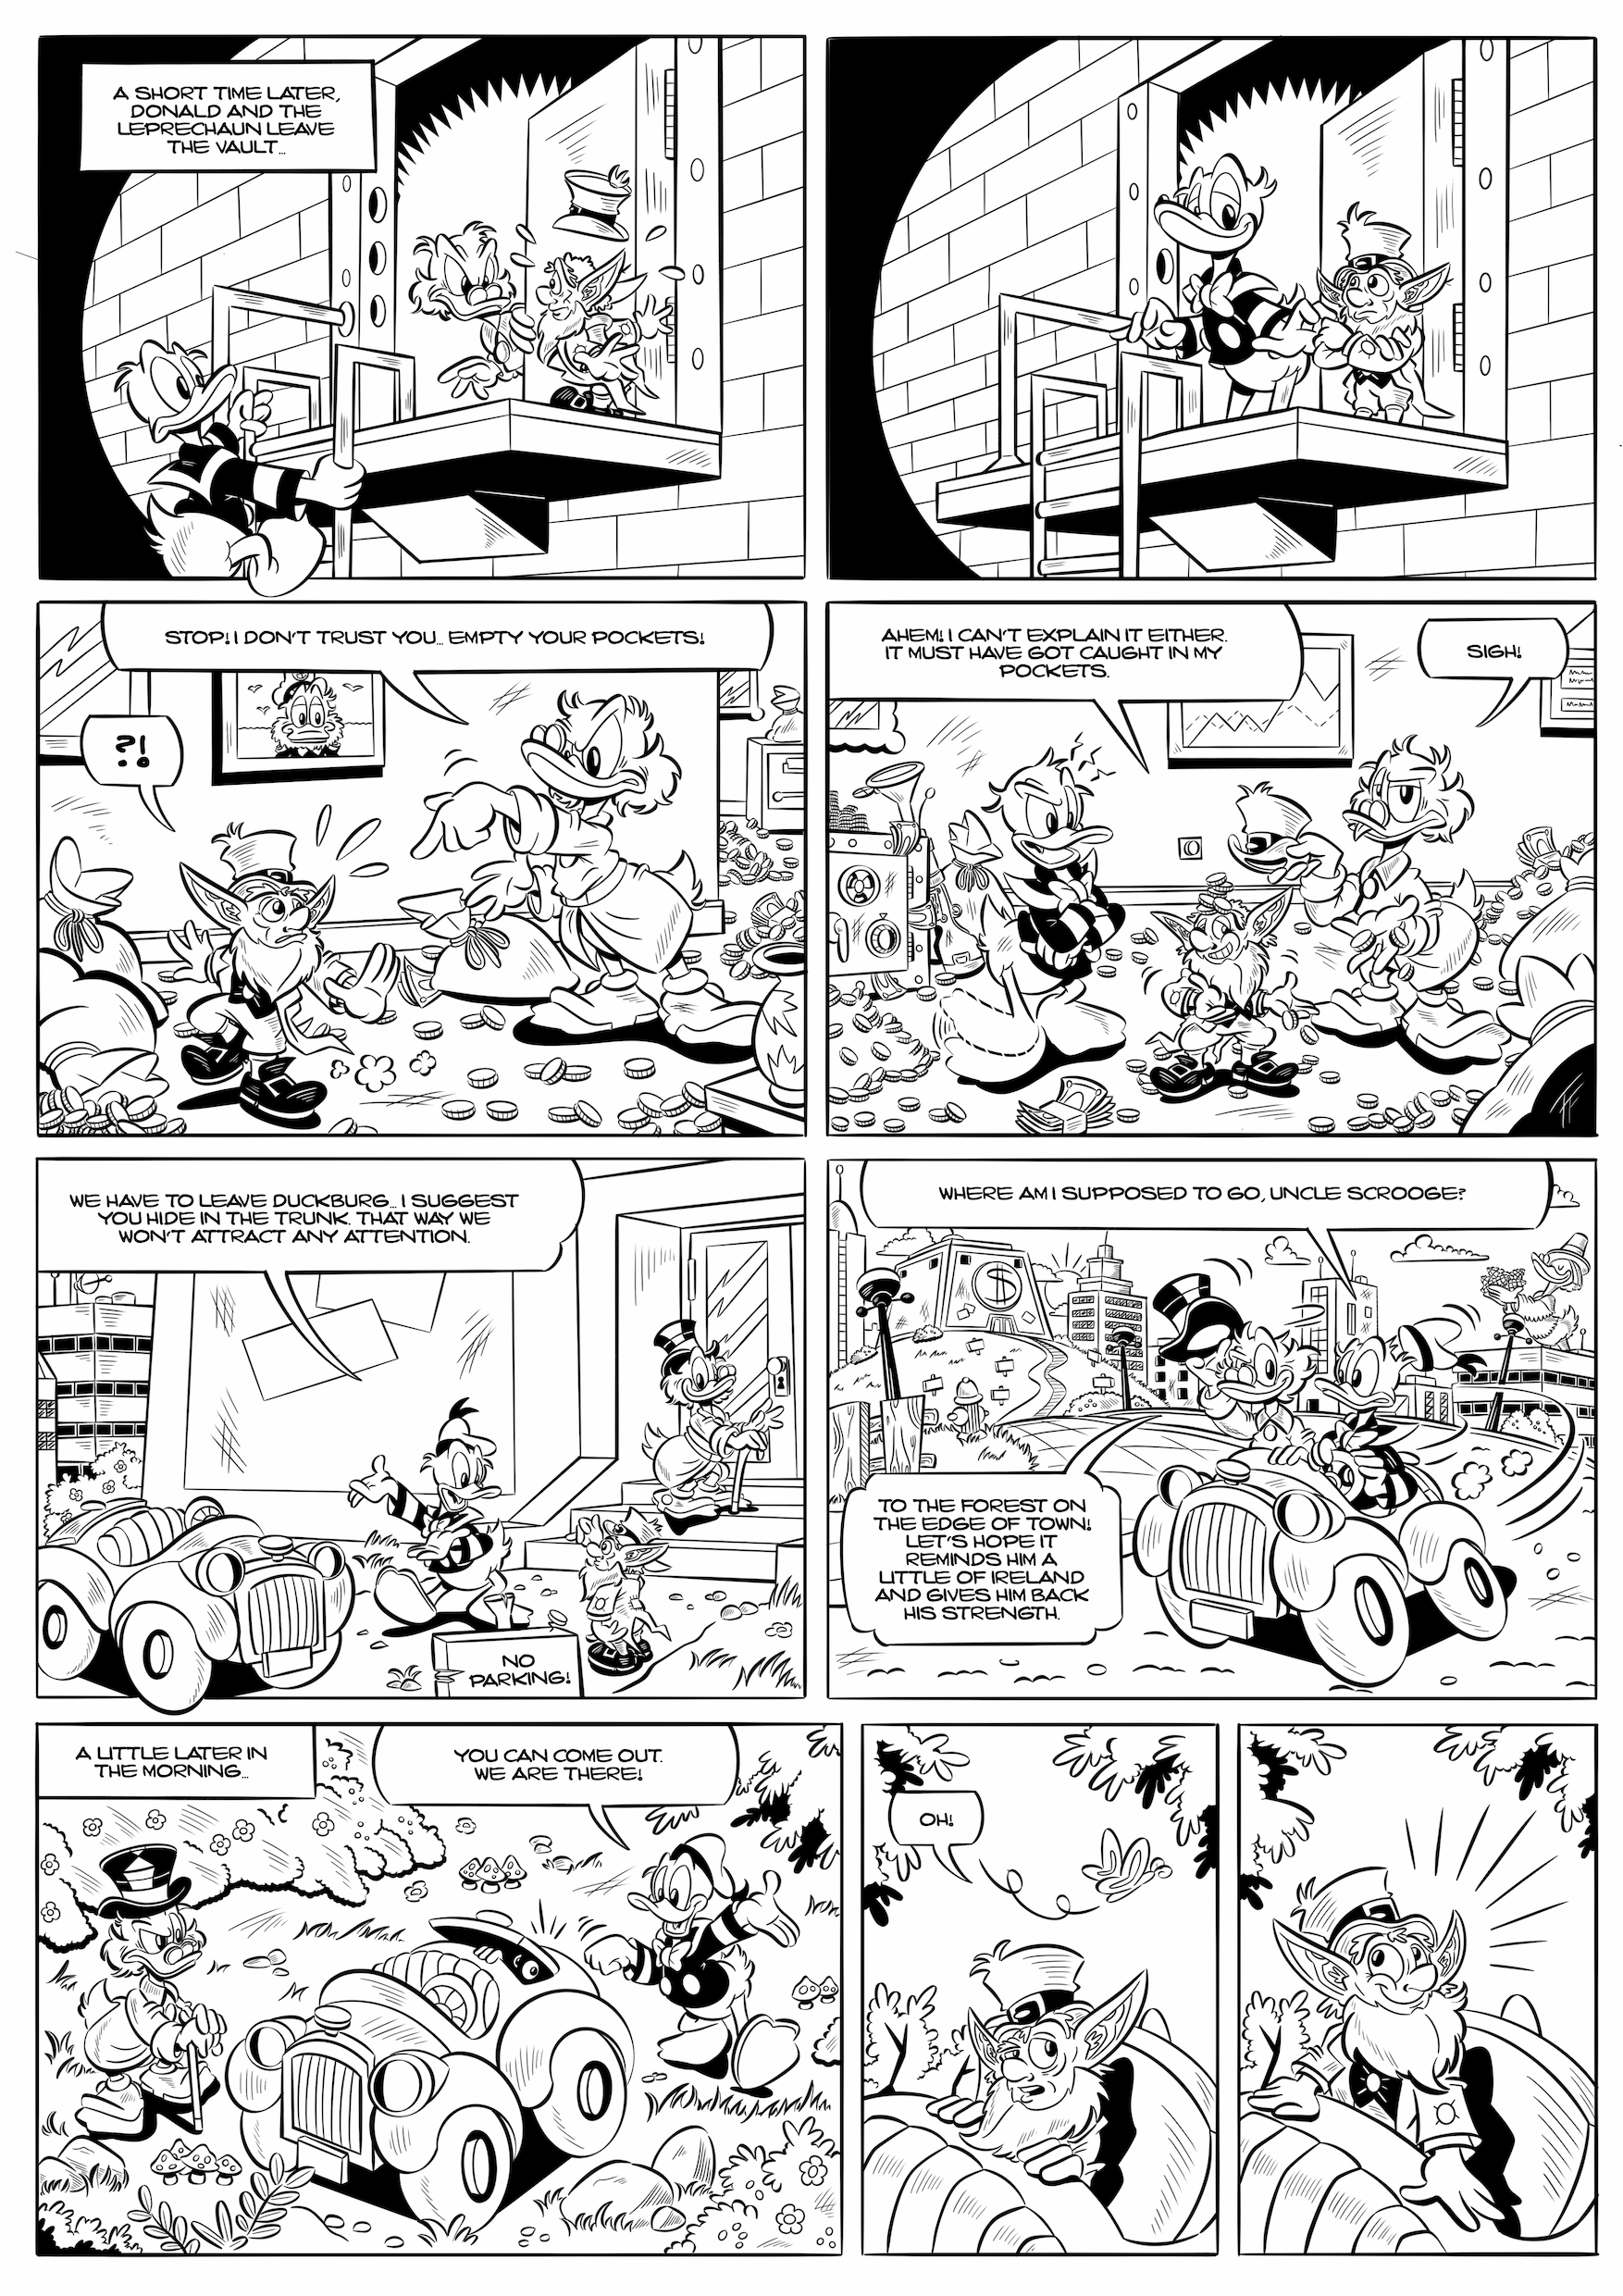 A SHORT TIME LATER,
DONALD AND THE
LEPRECHAUN LEAVE
THE VAULT...
STOP! I DON'T TRUST YOU... EMPTY YOUR POCKETS!
?!
AHEM! I CAN'T EXPLAIN IT EITHER.
IT MUST HAVE GOT CAUGHT IN MY
POCKETS.
SIGH!
WE HAVE TO LEAVE DUCKBURG... I SUGGEST
YOU HIDE IN THE TRUNK. THAT WAY WE
WON'T ATTRACT ANY ATTENTION.
NO
PARKING!
WHERE AM I SUPPOSED TO GO, UNCLE SCROOGE?
$
TO THE FOREST ON
THE EDGE OF TOWN!
LET'S HOPE IT
REMINDS HIM A
LITTLE OF IRELAND
AND GIVES HIM BACK
HIS STRENGTH.
A LITTLE LATER IN
THE MORNING...
YOU CAN COME OUT.
WE ARE THERE!
OH!